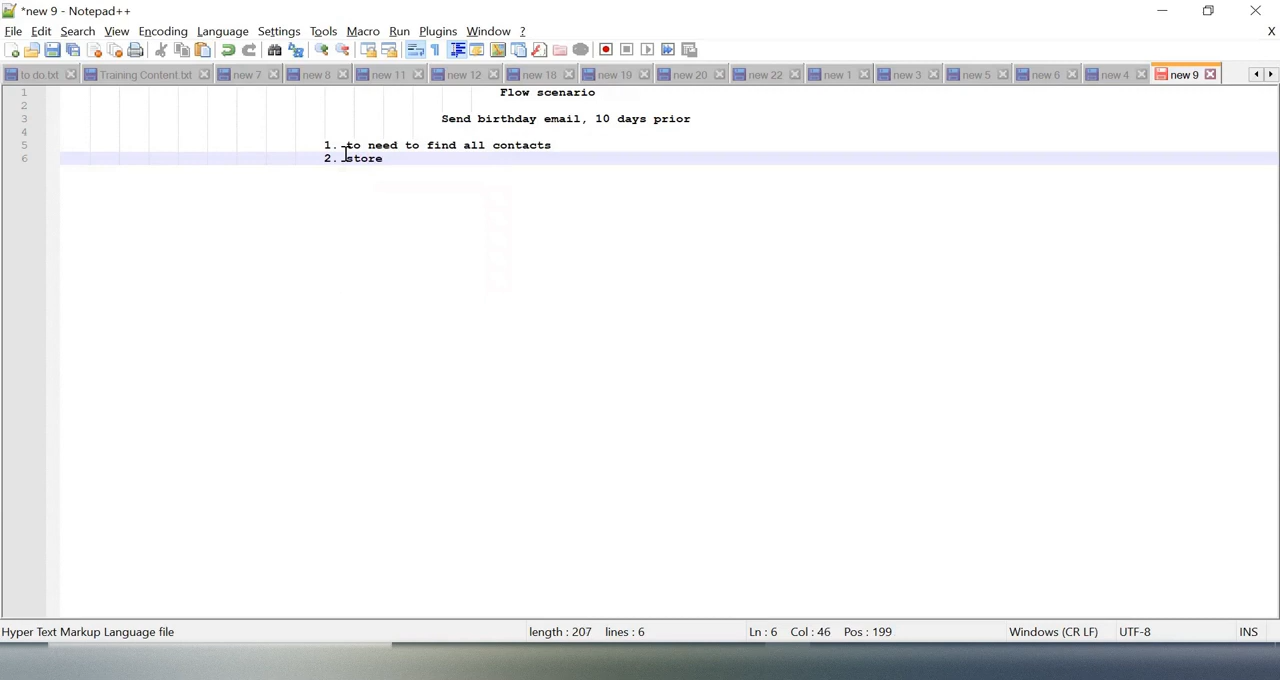 *new 9 - Notepad++
File Edit Search View Encoding Language Settings Tools Macro Run Plugins Window ? X
to do.txt Training Content.txt new 7 new 8 new 11 new 12 new 18 new 19 new 20 new 22 new 1 new 3 new 5 new 6 new 4 new 9
1 Flow scenario
2
3 Send birthday email, 10 days prior
4
5 1. to need to find all contacts
6 2. store
Hyper Text Markup Language file length : 207 lines : 6 Ln : 6 Col : 46 Pos : 199 Windows (CR LF) UTF-8 INS